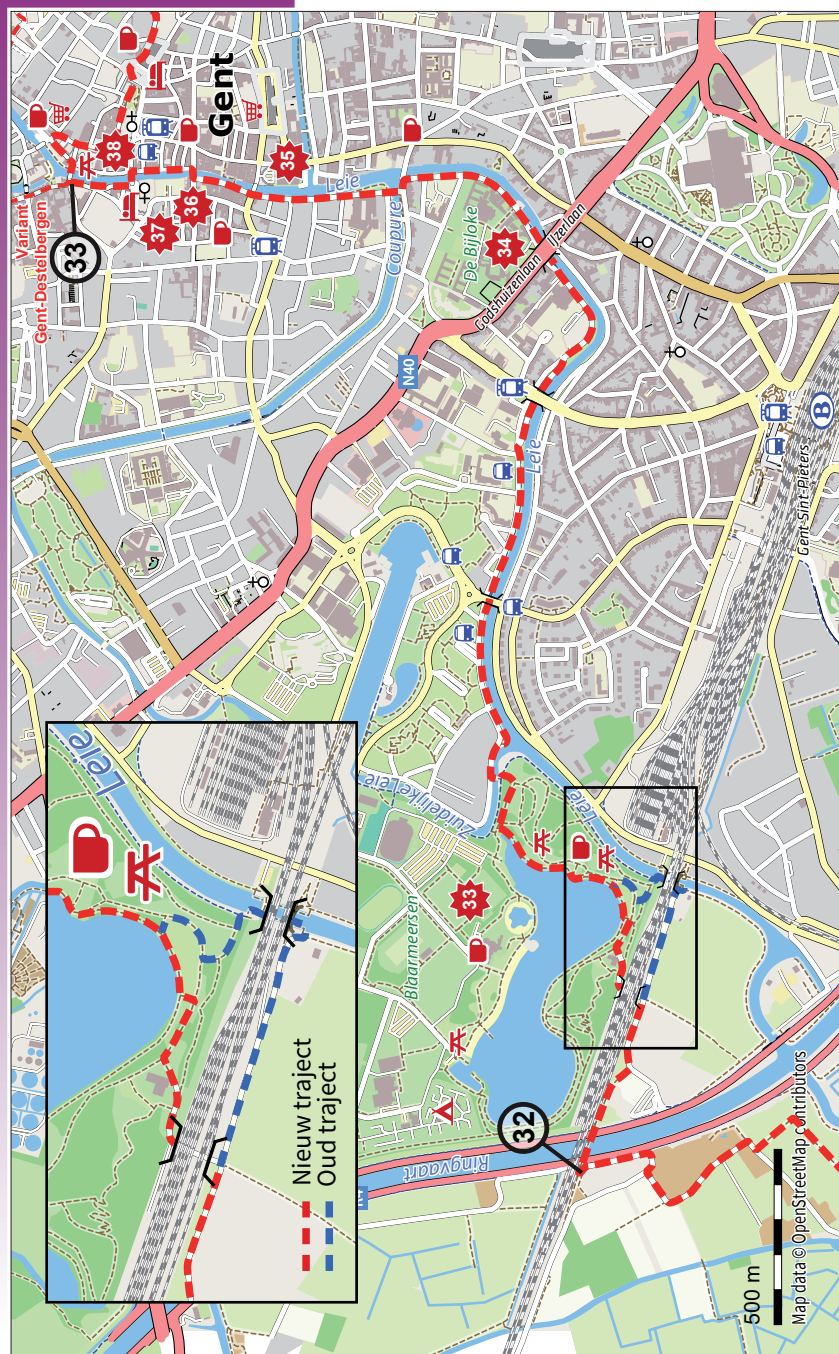 Variant
Gent-Destelbergen
33
38
37
36
35
Gent
Leie
Coupure
De Bijloke
34
Godshuizenlaan
IJzerlaan
N40
Leie
Gent-Sint-Pieters
B
Zuidelijke Leie
Leie
Blaarmeersen
33
32
Ringvaart
Leie
Nieuw traject
Oud traject
500 m
Map data © OpenStreetMap contributors